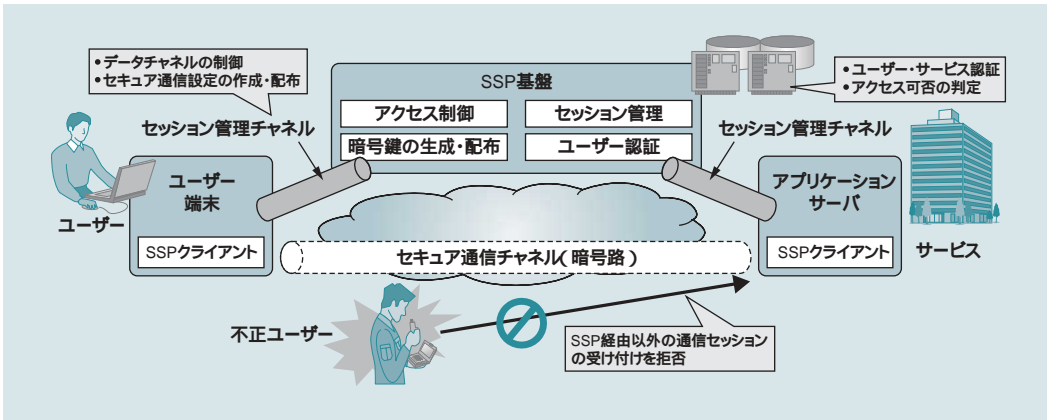 •データチャネルの制御
•セキュア通信設定の作成・配布
SSP基盤
アクセス制御
セッション管理
暗号鍵の生成・配布
ユーザー認証
•ユーザー・サービス認証
•アクセス可否の判定
セッション管理チャネル
セッション管理チャネル
ユーザー
ユーザー
端末
SSPクライアント
アプリケーション
サーバ
SSPクライアント
サービス
セキュア通信チャネル(暗号路)
不正ユーザー
SSP経由以外の通信セッション
の受け付けを拒否